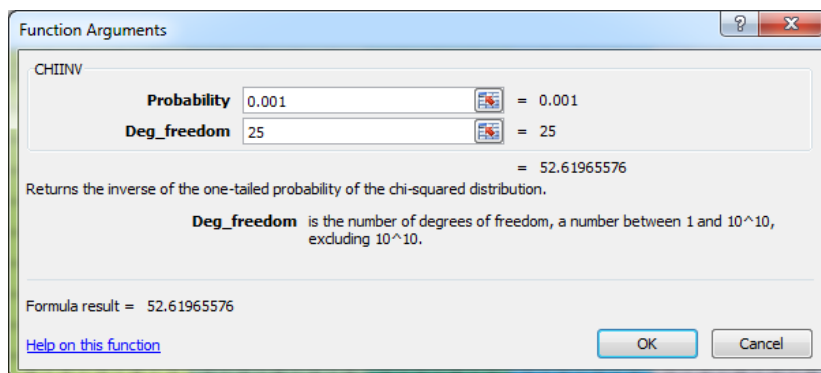 Function Arguments
?
X
CHIINV
Probability 0.001 = 0.001
Deg_freedom 25 = 25
= 52.61965576
Returns the inverse of the one-tailed probability of the chi-squared distribution.
Deg_freedom is the number of degrees of freedom, a number between 1 and 10^10,
excluding 10^10.
Formula result = 52.61965576
Help on this function
OK Cancel